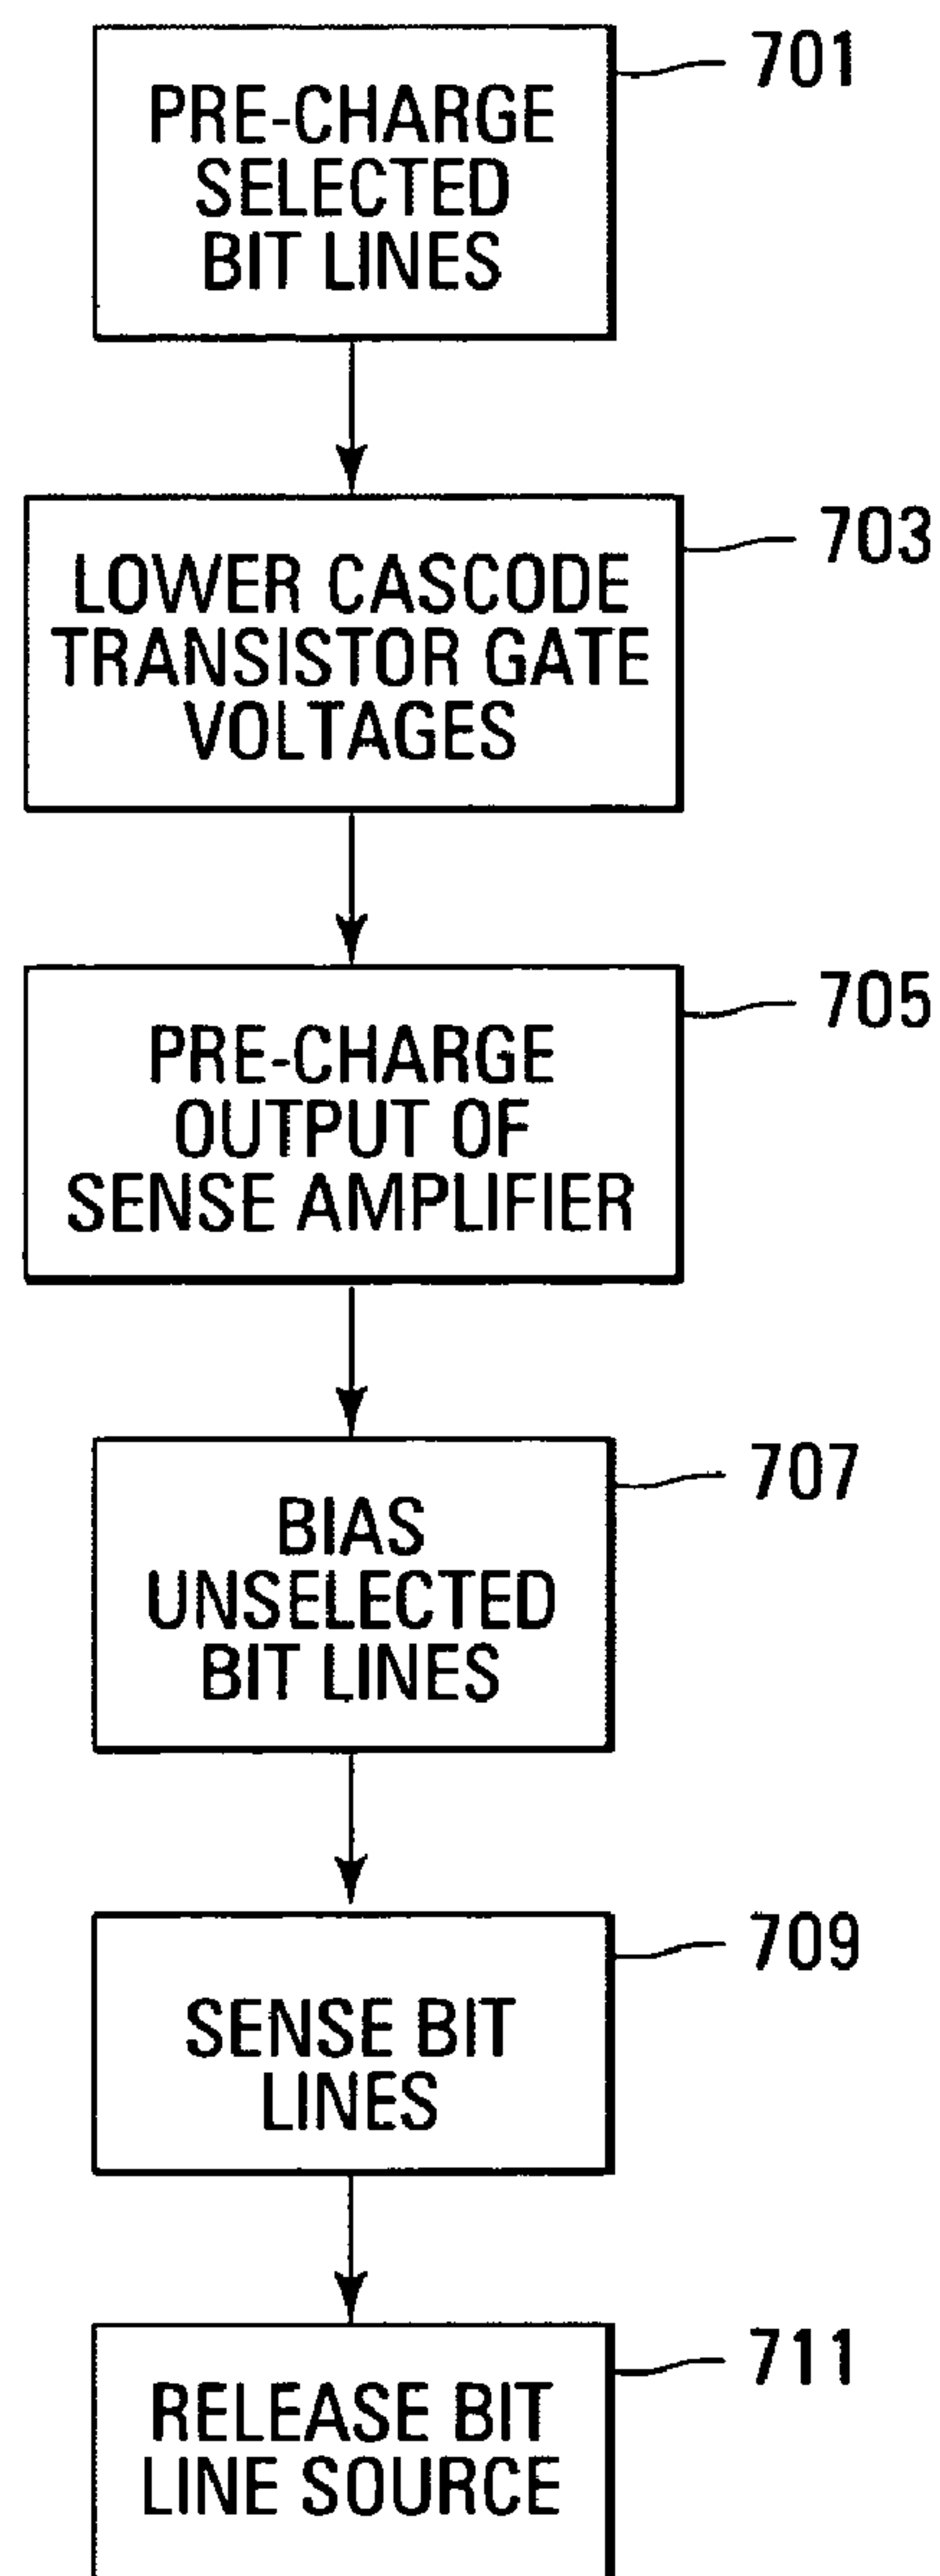 701
PRE-CHARGE
SELECTED
BIT LINES
703
LOWER CASCODE
TRANSISTOR GATE
VOLTAGES
705
PRE-CHARGE
OUTPUT OF
SENSE AMPLIFIER
707
BIAS
UNSELECTED
BIT LINES
709
SENSE BIT
LINES
711
RELEASE BIT
LINE SOURCE